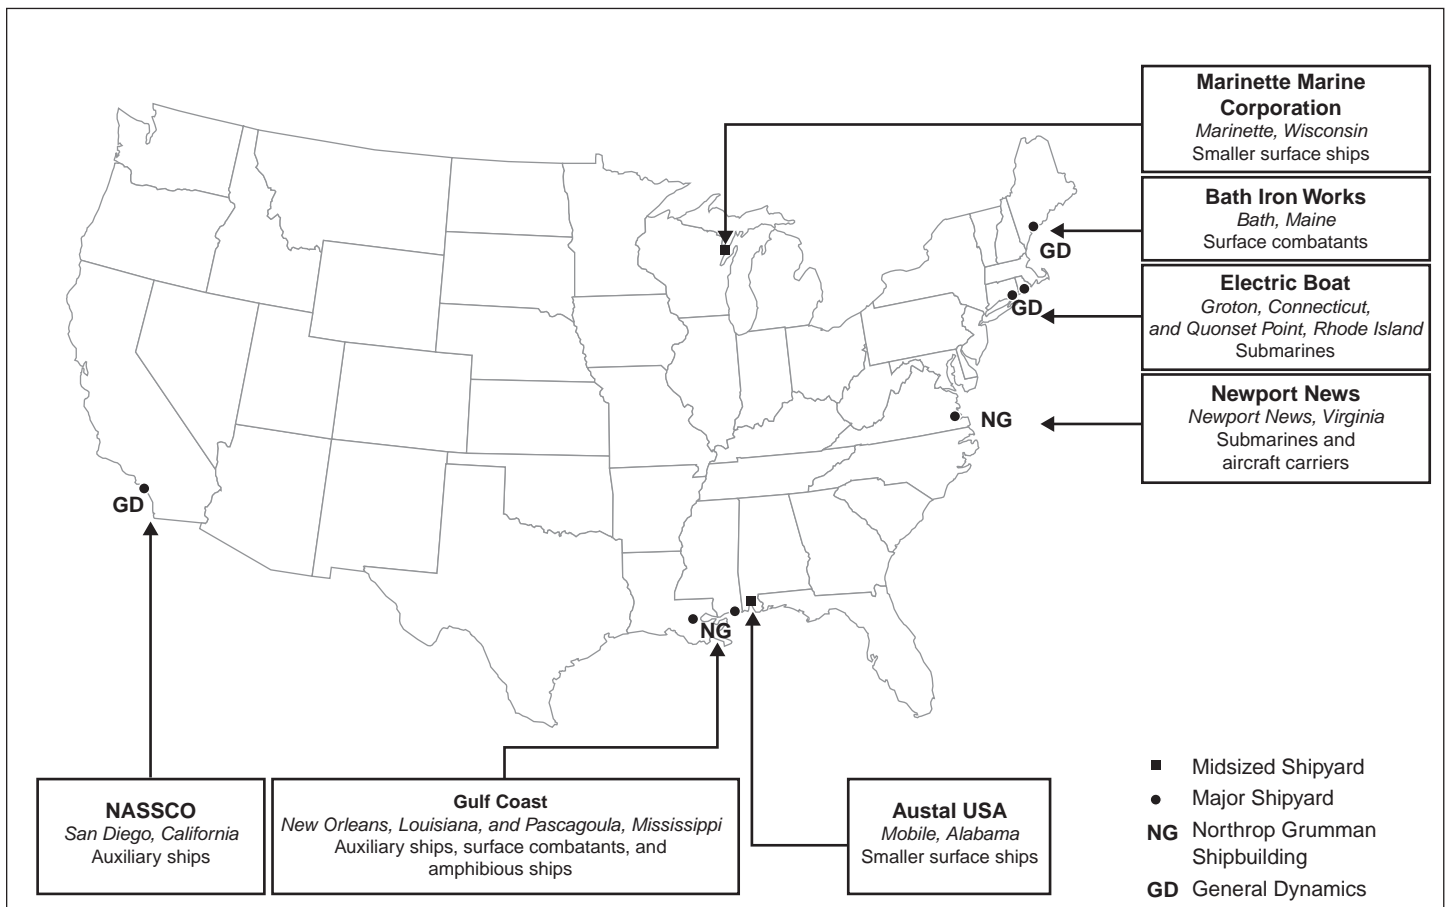 Marinette Marine
Corporation
Marinette, Wisconsin
Smaller surface ships
Bath Iron Works
Bath, Maine
Surface combatants
GD
Electric Boat
Groton, Connecticut,
and Quonset Point, Rhode Island
Submarines
GD
Newport News
Newport News, Virginia
Submarines and
aircraft carriers
NG
GD
NG
NASSCO
San Diego, California
Auxiliary ships
Gulf Coast
New Orleans, Louisiana, and Pascagoula, Mississippi
Auxiliary ships, surface combatants, and
amphibious ships
Austal USA
Mobile, Alabama
Smaller surface ships
Midsized Shipyard
Major Shipyard
NG Northrop Grumman
Shipbuilding
GD General Dynamics